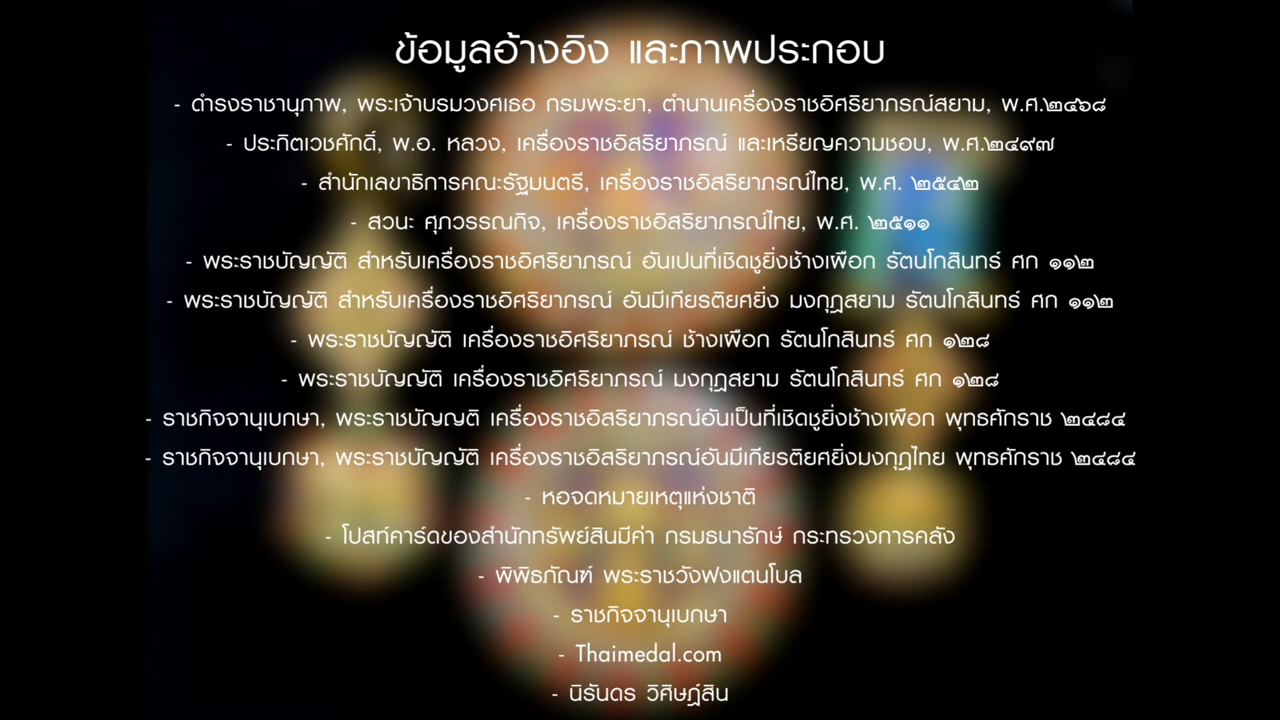 ข้อมูลอ้างอิง และภาพประกอบ
- ดำรงราชานุภาพ, พระเจ้าบรมวงศเธอ กรมพระยา, ตำนานเครื่องราชอิศริยาภรณ์สยาม, พ.ศ.๒๔๖๘
- ประกิตเวชศักดิ์, พ.อ. หลวง, เครื่องราชอิสริยาภรณ์ และเหรียญความชอบ, พ.ศ.๒๔๙๗
- สำนักเลขาธิการคณะรัฐมนตรี, เครื่องราชอิสริยาภรณ์ไทย, พ.ศ. ๒๕๔๒
- สวนะ ศุภวรรณกิจ, เครื่องราชอิสริยาภรณ์ไทย, พ.ศ. ๒๕๑๑
- พระราชบัญญัติ สำหรับเครื่องราชอิศริยาภรณ์ อันเปนที่เชิดชูยิ่งช้างเผือก รัตนโกสินทร์ ศก ๑๑๒
- พระราชบัญญัติ สำหรับเครื่องราชอิศริยาภรณ์ อันมีเกียรติยศยิ่ง มงกุฎสยาม รัตนโกสินทร์ ศก ๑๑๒
- พระราชบัญญัติ เครื่องราชอิศริยาภรณ์ ช้างเผือก รัตนโกสินทร์ ศก ๑๒๘
- พระราชบัญญัติ เครื่องราชอิศริยาภรณ์ มงกุฎสยาม รัตนโกสินทร์ ศก ๑๒๘
- ราชกิจจานุเบกษา, พระราชบัญญติ เครื่องราชอิสริยาภรณ์อันเป็นที่เชิดชูยิ่งช้างเผือก พุทธศักราช ๒๔๘๔
- ราชกิจจานุเบกษา, พระราชบัญญัติ เครื่องราชอิสริยาภรณ์อันมีเกียรติยศยิ่งมงกุฎไทย พุทธศักราช ๒๔๘๔
- หอจดหมายเหตุแห่งชาติ
- โปสท์คาร์ดของสำนักทรัพย์สินมีค่า กรมธนารักษ์ กระทรวงการคลัง
- พิพิธภัณฑ์ พระราชวังฟงแตนโบล
- ราชกิจจานุเบกษา
- Thaimedal.com
- นิรันดร วิศิษฎ์สิน